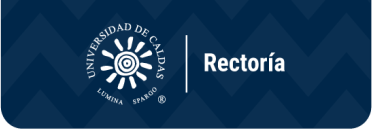 UNIVERSIDAD DE CALDAS
LUMINA SPARGO
®
Rectoría